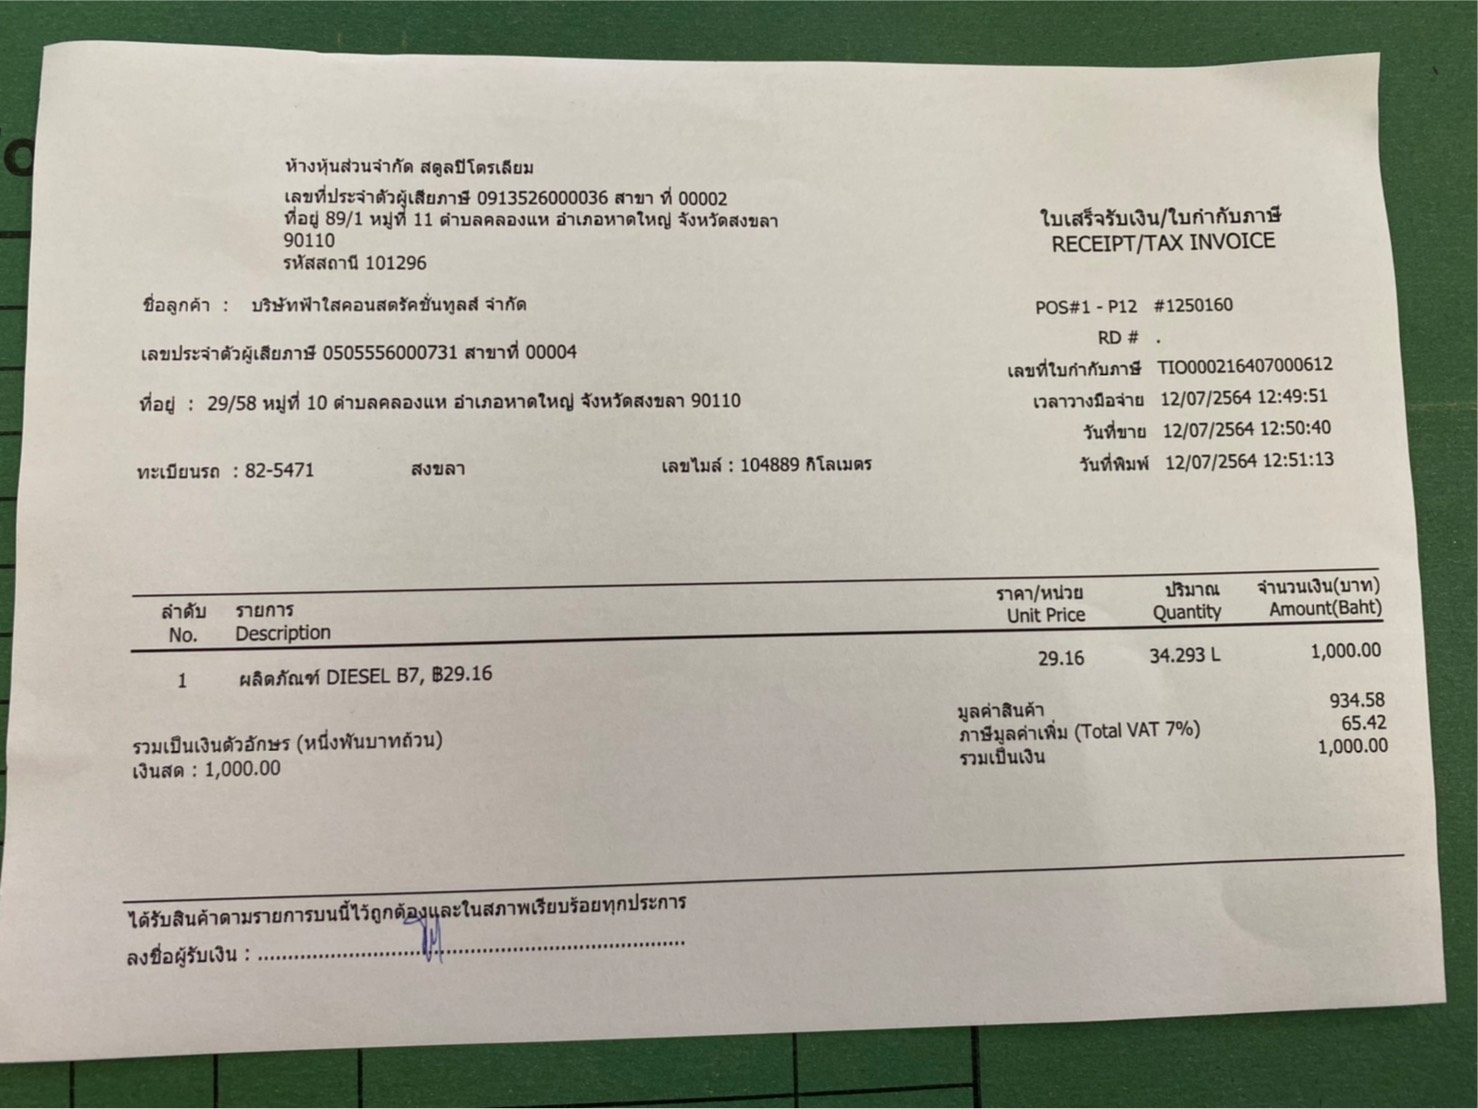 ห้างหุ้นส่วนจำกัด สตูลปิโตรเลียม
เลขที่ประจำตัวผู้เสียภาษี 0913526000036 สาขา ที่ 00002
ที่อยู่ 89/1 หมู่ที่ 11 ตำบลคลองแห อำเภอหาดใหญ่ จังหวัดสงขลา
90110
รหัสสถานี 101296
ใบเสร็จรับเงิน/ใบกำกับภาษี
RECEIPT/TAX INVOICE
ชื่อลูกค้า : บริษัทฟ้าใสคอนสตรัคชั่นทูลส์ จำกัด
เลขประจำตัวผู้เสียภาษี 0505556000731 สาขาที่ 00004
ที่อยู่ : 29/58 หมู่ที่ 10 ตำบลคลองแห อำเภอหาดใหญ่ จังหวัดสงขลา 90110
ทะเบียนรถ : 82-5471 สงขลา เลขไมล์ : 104889 กิโลเมตร
POS#1 - P12 #1250160
RD # .
เลขที่ใบกำกับภาษี TIO000216407000612
เวลาวางมือจ่าย 12/07/2564 12:49:51
วันที่ขาย 12/07/2564 12:50:40
วันที่พิมพ์ 12/07/2564 12:51:13
ลำดับ รายการ ราคา/หน่วย ปริมาณ จำนวนเงิน(บาท)
No. Description Unit Price Quantity Amount(Baht)
1 ผลิตภัณฑ์ DIESEL B7, ฿29.16 29.16 34.293 L 1,000.00
มูลค่าสินค้า 934.58
ภาษีมูลค่าเพิ่ม (Total VAT 7%) 65.42
รวมเป็นเงิน 1,000.00
รวมเป็นเงินตัวอักษร (หนึ่งพันบาทถ้วน)
เงินสด : 1,000.00
ได้รับสินค้าตามรายการบนนี้ไว้ถูกต้องและในสภาพเรียบร้อยทุกประการ
ลงชื่อผู้รับเงิน : ......................................................................